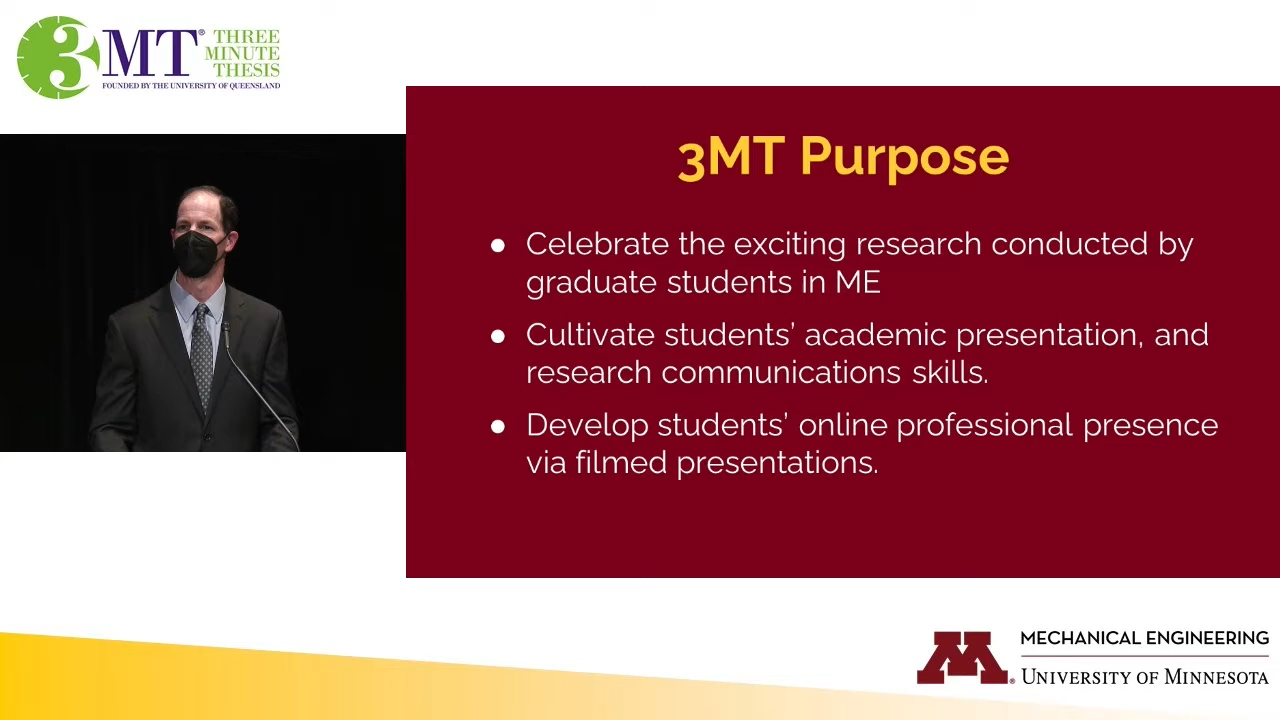 3MT® THREE
MINUTE
THESIS
FOUNDED BY THE UNIVERSITY OF QUEENSLAND
3MT Purpose
● Celebrate the exciting research conducted by
graduate students in ME
● Cultivate students’ academic presentation, and
research communications skills.
● Develop students’ online professional presence
via filmed presentations.
M®
MECHANICAL ENGINEERING
UNIVERSITY OF MINNESOTA